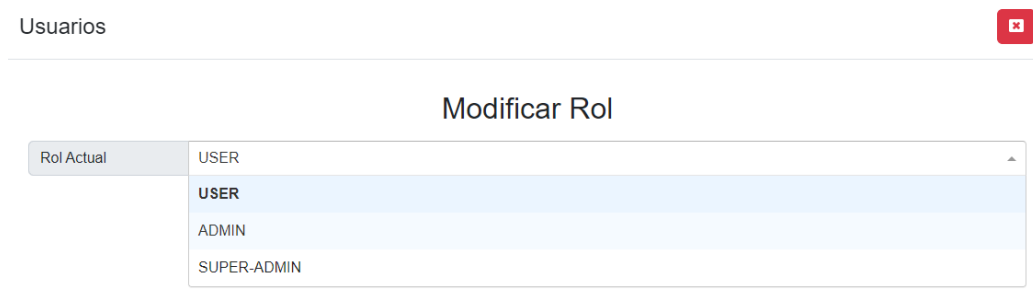 Usuarios
Modificar Rol
Rol Actual USER
USER
ADMIN
SUPER-ADMIN